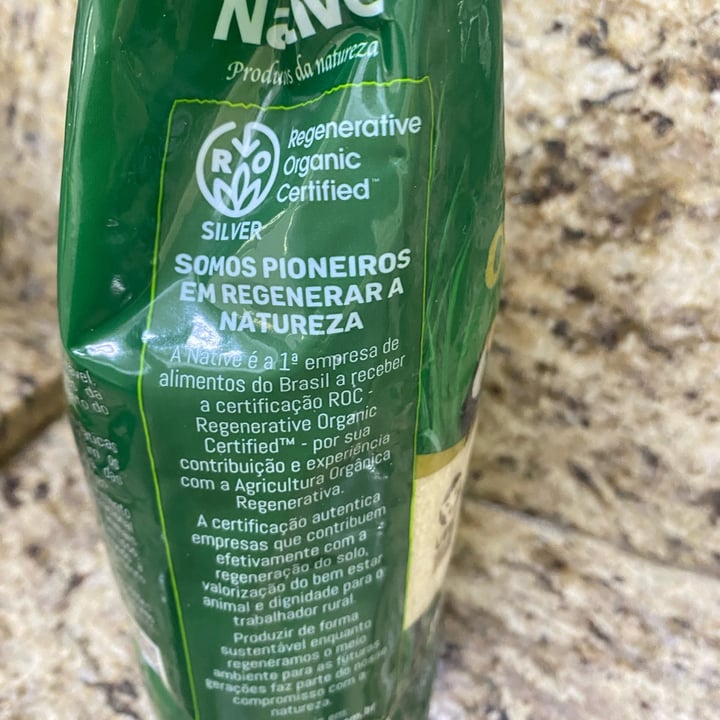 Native
Produtos da natureza
RO
Regenerative
Organic
Certified™
SILVER
SOMOS PIONEIROS
EM REGENERAR A
NATUREZA
A Native é a 1ª empresa de
alimentos do Brasil a receber
a certificação ROC -
Regenerative Organic
Certified™ - por sua
contribuição e experiência
com a Agricultura Orgânica
Regenerativa.
A certificação autentica
empresas que contribuem
efetivamente com a
regeneração do solo,
valorização do bem estar
animal e dignidade para o
trabalhador rural.
Produzir de forma
sustentável enquanto
regeneramos o meio
ambiente para as futuras
gerações faz parte do nosso
compromisso com a
natureza.